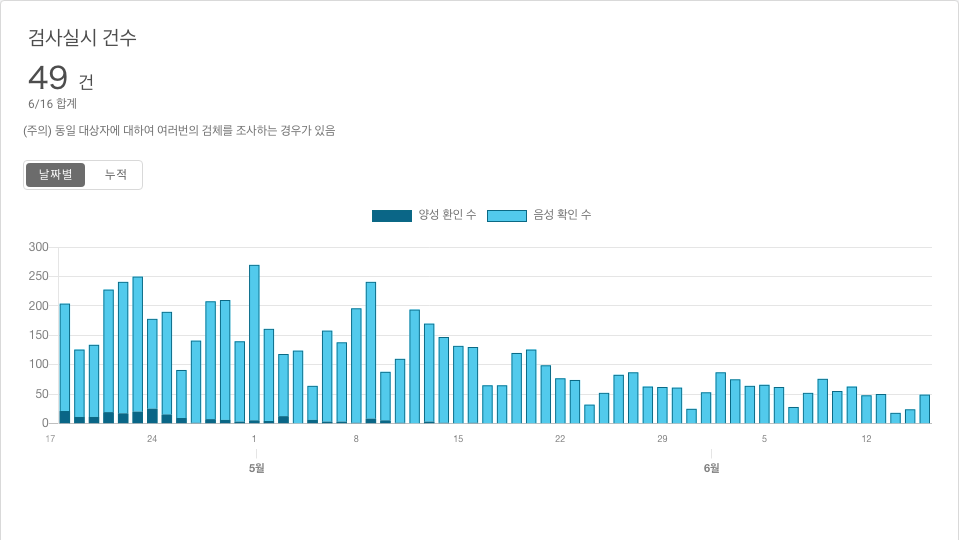 검사실시 건수
49 건
6/16 합계
(주의) 동일 대상자에 대하여 여러번의 검체를 조사하는 경우가 있음
날짜별 누적
양성 환인 수 음성 확인 수
300
250
200
150
100
50
0
17 24 1 8 15 22 29 5 12
5월 6월